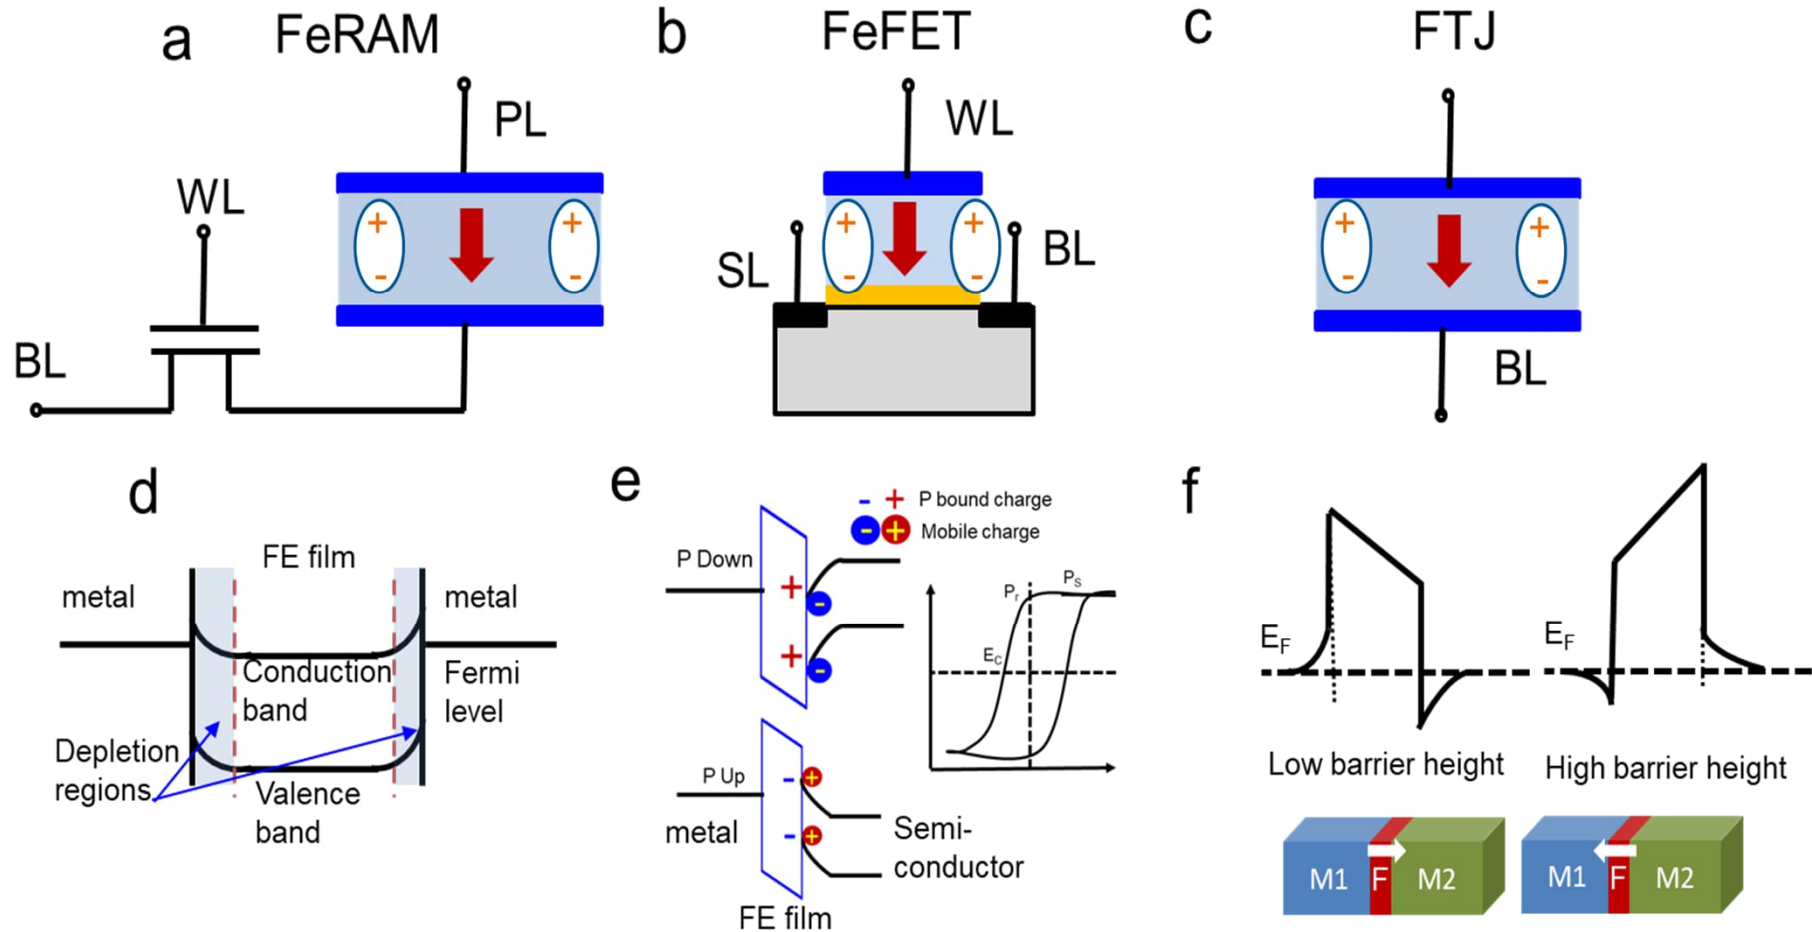 a FeRAM
PL
WL
+ +
- -
BL
b FeFET
WL
+ +
- -
SL
BL
c FTJ
+ +
- -
BL
d
FE film
metal
metal
Conduction
band
Fermi
level
Depletion
regions
Valence
band
e
- + P bound charge
- + Mobile charge
P Down
+
-
+
-
Pr
PS
EC
P Up
- +
metal
- +
Semi-
conductor
FE film
f
EF
EF
Low barrier height
High barrier height
M1 F M2
M1 F M2